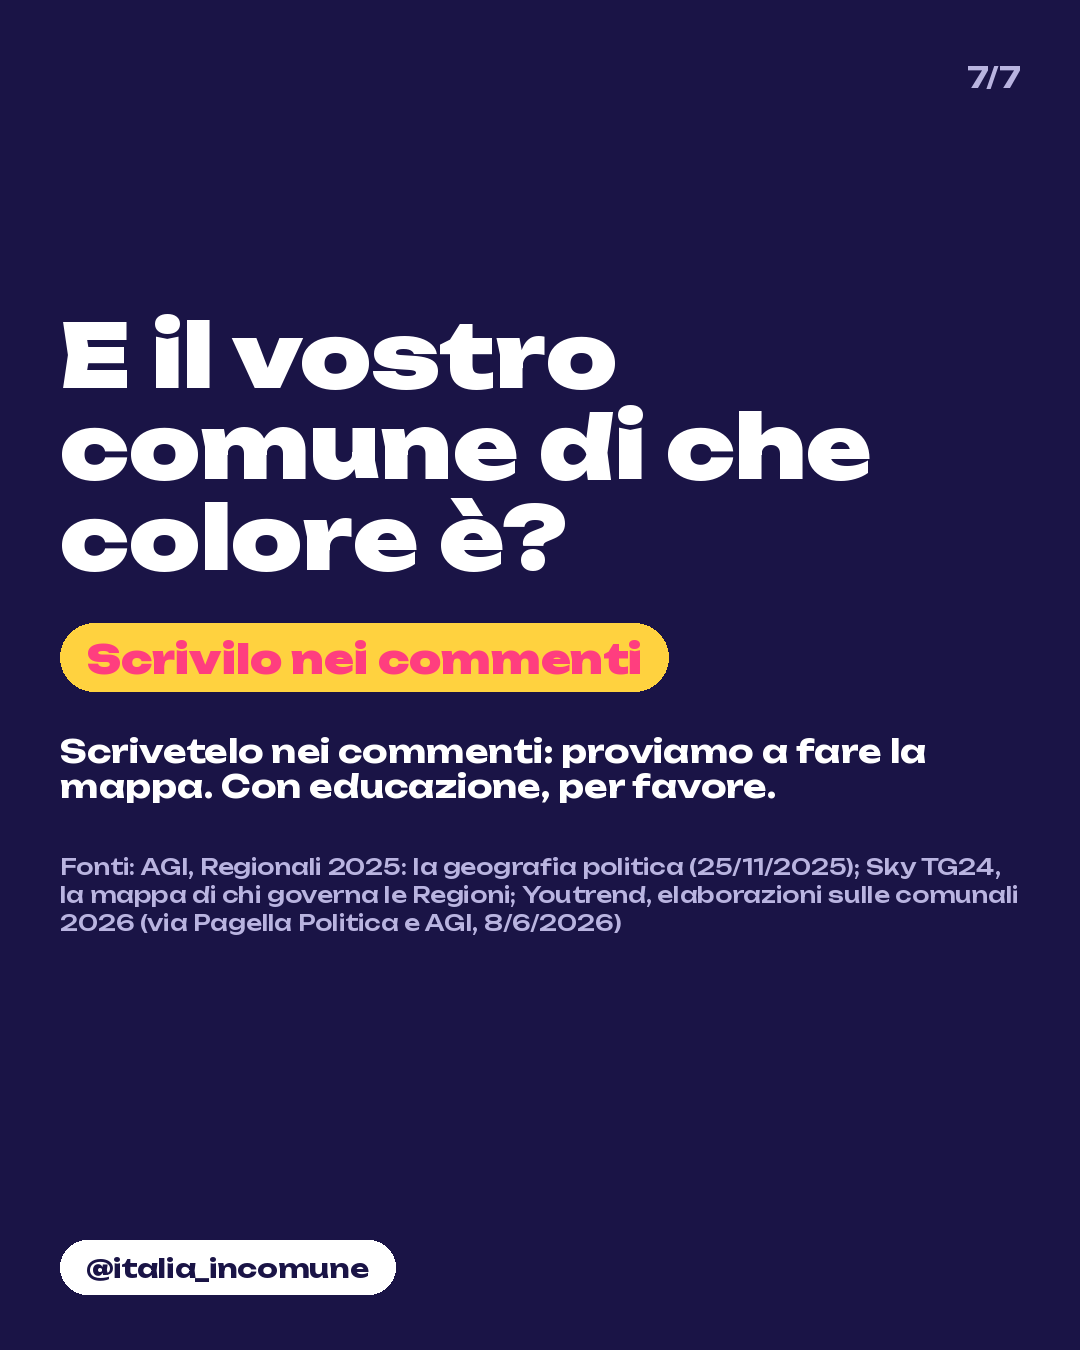 7/7
E il vostro
comune di che
colore è?
Scrivilo nei commenti
Scrivetelo nei commenti: proviamo a fare la
mappa. Con educazione, per favore.
Fonti: AGI, Regionali 2025: la geografia politica (25/11/2025); Sky TG24,
la mappa di chi governa le Regioni; Youtrend, elaborazioni sulle comunali
2026 (via Pagella Politica e AGI, 8/6/2026)
@italia_incomune